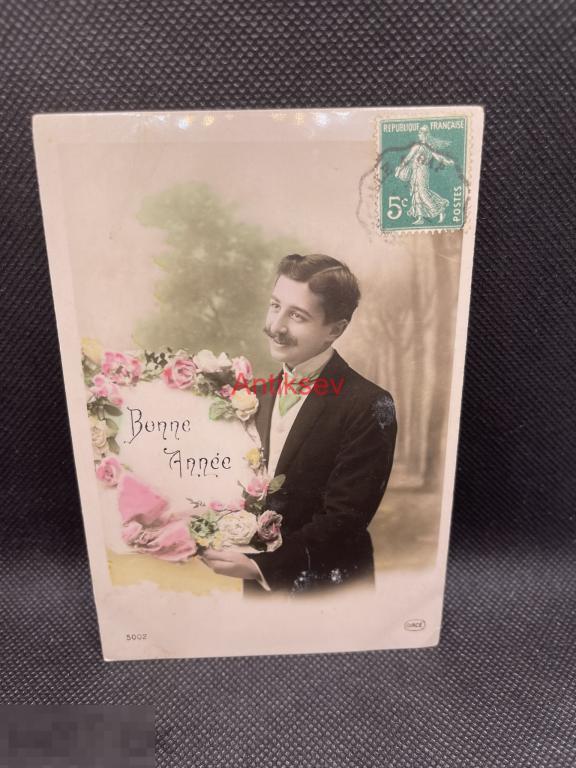 REPUBLIQUE FRANÇAISE
5c
POSTES
Antiksev
Bonne
Année
5002